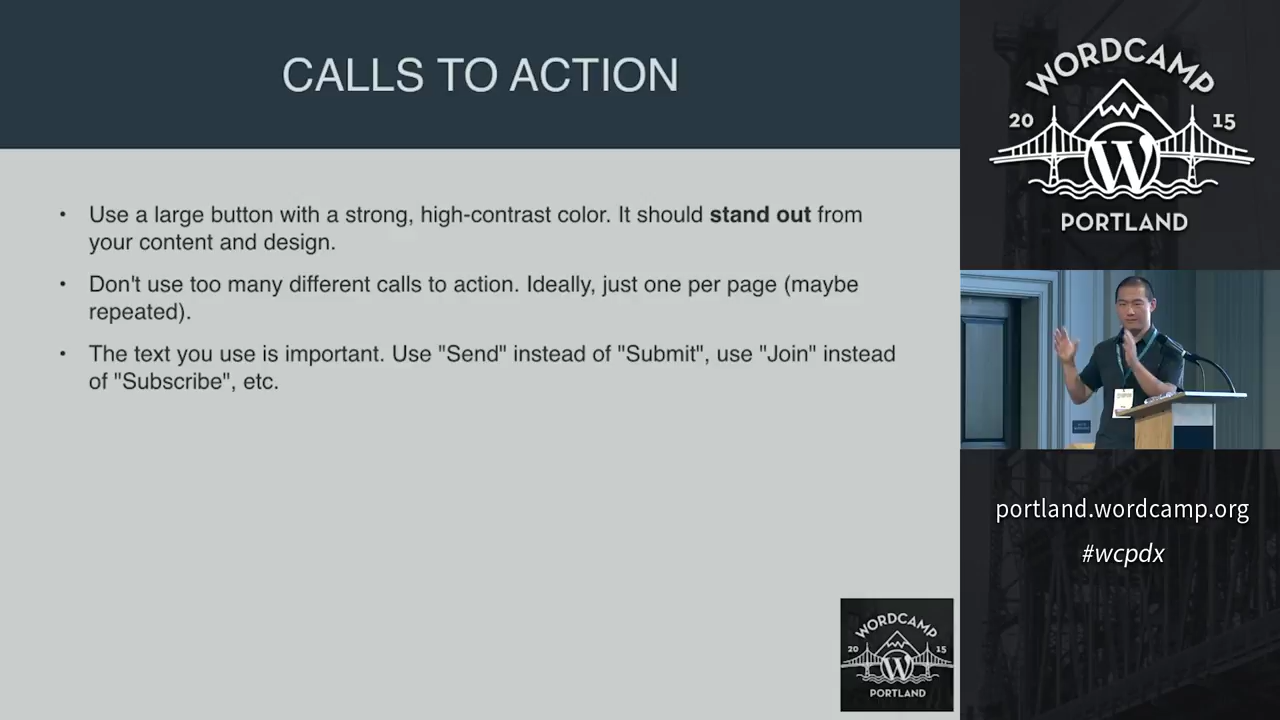 CALLS TO ACTION
• Use a large button with a strong, high-contrast color. It should stand out from
your content and design.
• Don't use too many different calls to action. Ideally, just one per page (maybe
repeated).
• The text you use is important. Use "Send" instead of "Submit", use "Join" instead
of "Subscribe", etc.
WORDCAMP
20 15
W
PORTLAND
WORDCAMP
20 15
W
PORTLAND
portland.wordcamp.org
#wcpdx